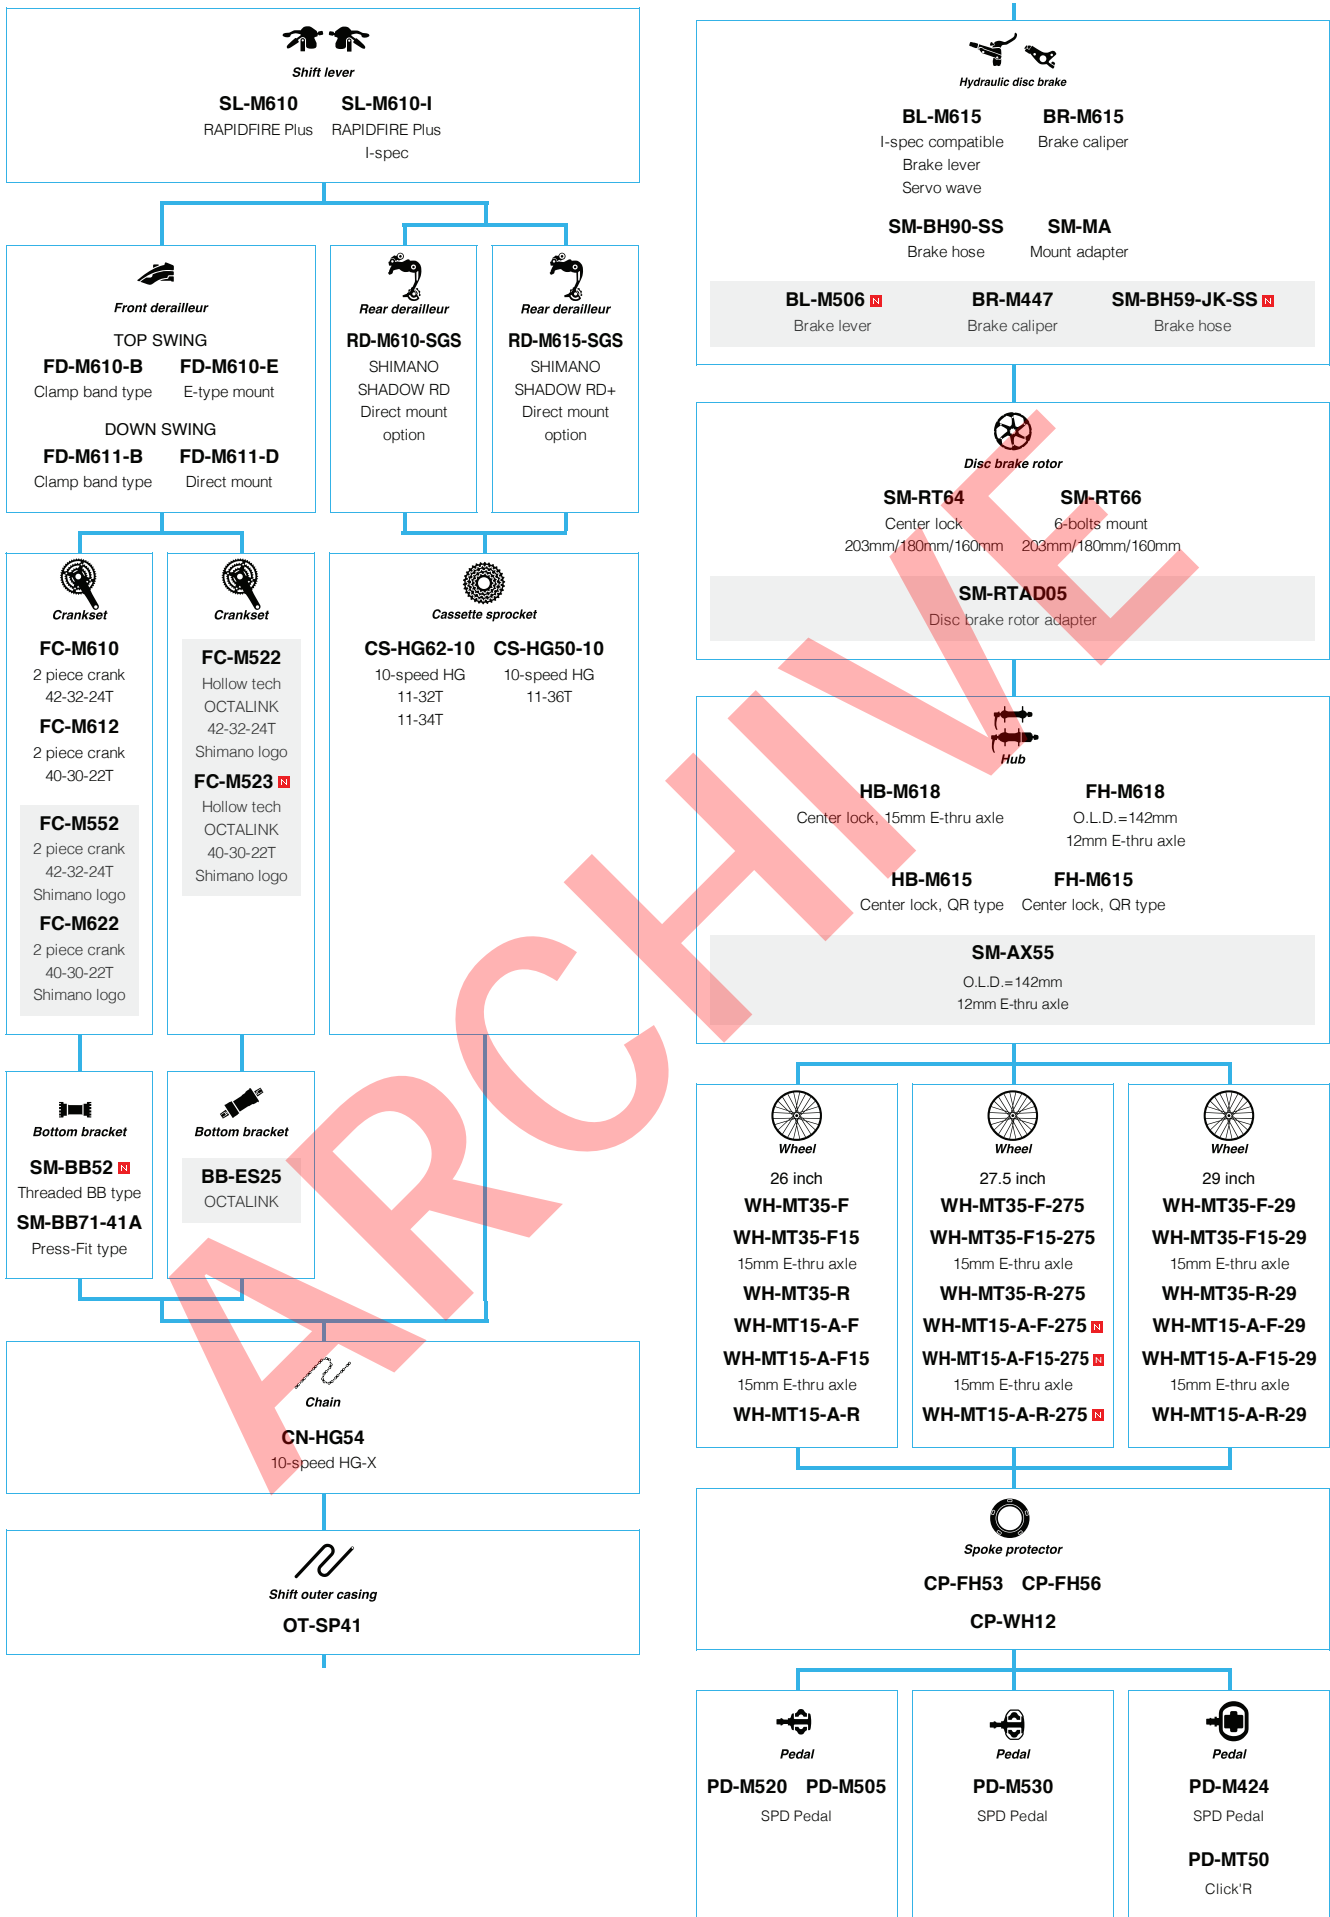 Shift lever
SL-M610 SL-M610-I
RAPIDFIRE Plus RAPIDFIRE Plus
I-spec
Front derailleur
TOP SWING
FD-M610-B FD-M610-E
Clamp band type E-type mount
DOWN SWING
FD-M611-B FD-M611-D
Clamp band type Direct mount
Rear derailleur
RD-M610-SGS
SHIMANO
SHADOW RD
Direct mount
option
Rear derailleur
RD-M615-SGS
SHIMANO
SHADOW RD+
Direct mount
option
Crankset
FC-M610
2 piece crank
42-32-24T
FC-M612
2 piece crank
40-30-22T
FC-M552
2 piece crank
42-32-24T
Shimano logo
FC-M622
2 piece crank
40-30-22T
Shimano logo
Crankset
FC-M522
Hollow tech
OCTALINK
42-32-24T
Shimano logo
FC-M523 N
Hollow tech
OCTALINK
40-30-22T
Shimano logo
Cassette sprocket
CS-HG62-10 CS-HG50-10
10-speed HG 10-speed HG
11-32T 11-36T
11-34T
Bottom bracket
SM-BB52 N
Threaded BB type
SM-BB71-41A
Press-Fit type
Bottom bracket
BB-ES25
OCTALINK
Chain
CN-HG54
10-speed HG-X
Shift outer casing
OT-SP41
Hydraulic disc brake
BL-M615 BR-M615
I-spec compatible Brake caliper
Brake lever
Servo wave
SM-BH90-SS SM-MA
Brake hose Mount adapter
BL-M506 N BR-M447 SM-BH59-JK-SS N
Brake lever Brake caliper Brake hose
Disc brake rotor
SM-RT64 SM-RT66
Center lock 6-bolts mount
203mm/180mm/160mm 203mm/180mm/160mm
SM-RTAD05
Disc brake rotor adapter
Hub
HB-M618 FH-M618
Center lock, 15mm E-thru axle O.L.D.=142mm
12mm E-thru axle
HB-M615 FH-M615
Center lock, QR type Center lock, QR type
SM-AX55
O.L.D.=142mm
12mm E-thru axle
Wheel
26 inch
WH-MT35-F
WH-MT35-F15
15mm E-thru axle
WH-MT35-R
WH-MT15-A-F
WH-MT15-A-F15
15mm E-thru axle
WH-MT15-A-R
Wheel
27.5 inch
WH-MT35-F-275
WH-MT35-F15-275
15mm E-thru axle
WH-MT35-R-275
WH-MT15-A-F-275 N
WH-MT15-A-F15-275 N
15mm E-thru axle
WH-MT15-A-R-275 N
Wheel
29 inch
WH-MT35-F-29
WH-MT35-F15-29
15mm E-thru axle
WH-MT35-R-29
WH-MT15-A-F-29
WH-MT15-A-F15-29
15mm E-thru axle
WH-MT15-A-R-29
Spoke protector
CP-FH53 CP-FH56
CP-WH12
Pedal
PD-M520 PD-M505
SPD Pedal
Pedal
PD-M530
SPD Pedal
Pedal
PD-M424
SPD Pedal
PD-MT50
Click'R
ARCHIVE